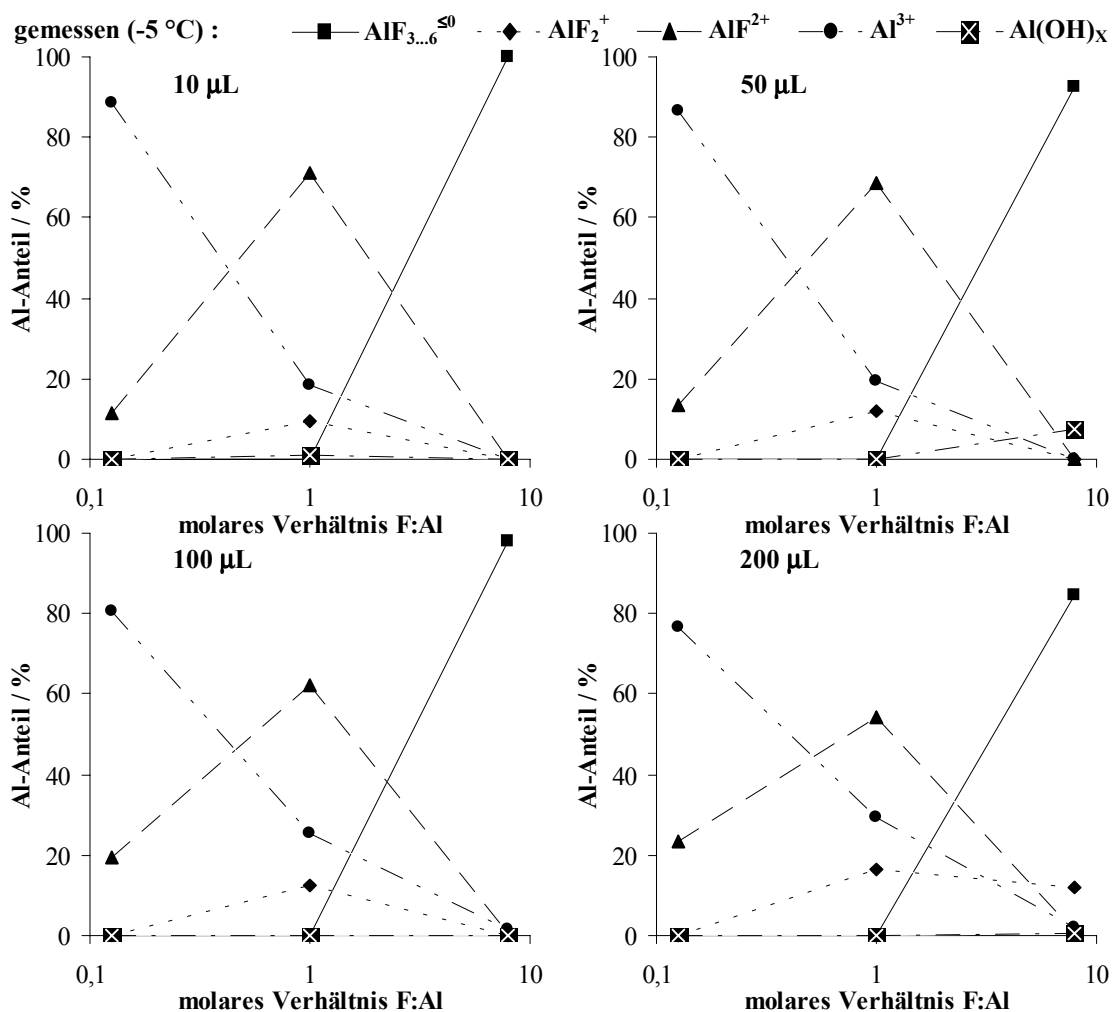 gemessen (-5 °C) : AlF₃...₆^≤0 AlF₂⁺ AlF²⁺ Al³⁺ Al(OH)ₓ
10 µL
Al-Anteil / %
100
80
60
40
20
0
0,1 1 10
molares Verhältnis F:Al
50 µL
Al-Anteil / %
100
80
60
40
20
0
0,1 1 10
molares Verhältnis F:Al
100 µL
Al-Anteil / %
100
80
60
40
20
0
0,1 1 10
molares Verhältnis F:Al
200 µL
Al-Anteil / %
100
80
60
40
20
0
0,1 1 10
molares Verhältnis F:Al